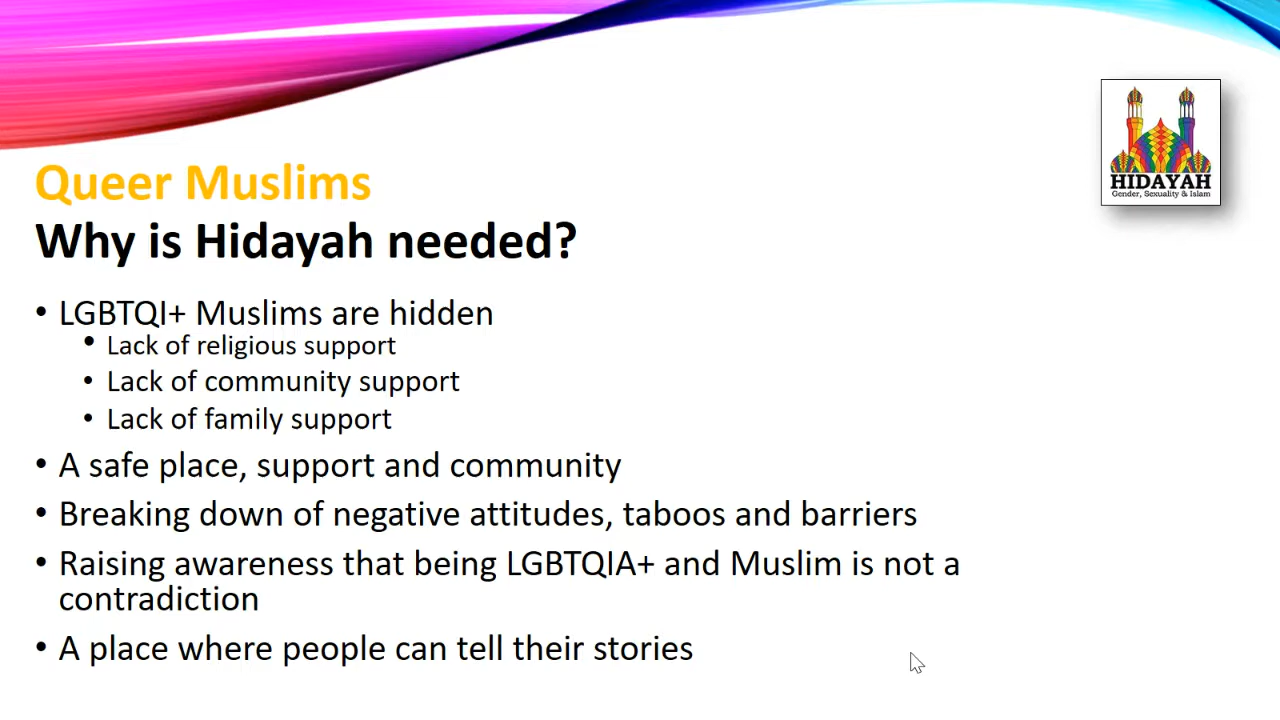 HIDAYAH
Gender, Sexuality & Islam
Queer Muslims
Why is Hidayah needed?
• LGBTQI+ Muslims are hidden
• Lack of religious support
• Lack of community support
• Lack of family support
• A safe place, support and community
• Breaking down of negative attitudes, taboos and barriers
• Raising awareness that being LGBTQIA+ and Muslim is not a
contradiction
• A place where people can tell their stories